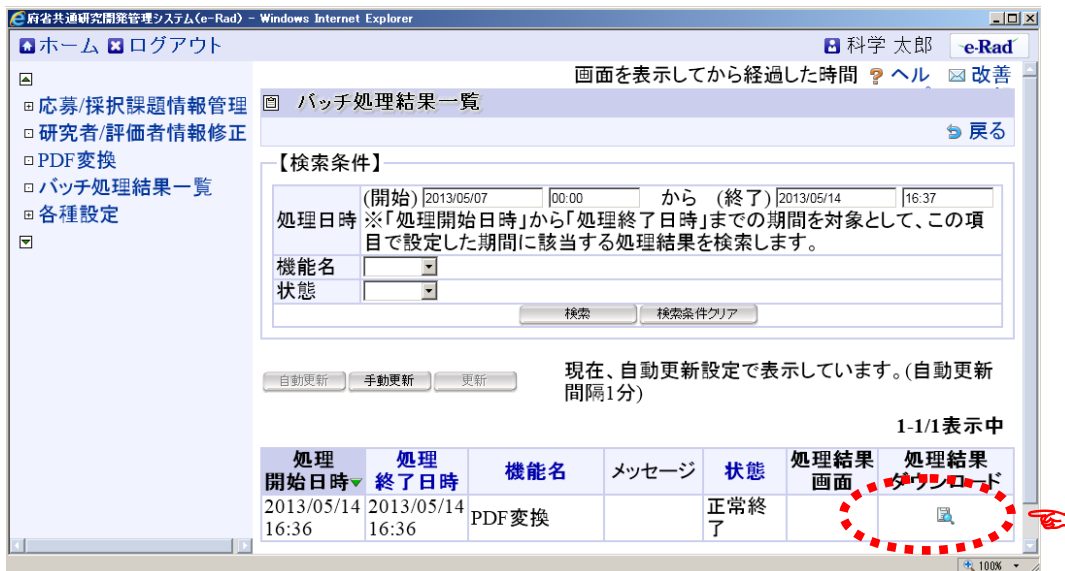 府省共通研究開発管理システム(e-Rad) - Windows Internet Explorer
ホーム ログアウト
科学 太郎 e-Rad
画面を表示してから経過した時間 ヘル 改善
応募/採択課題情報管理
研究者/評価者情報修正
PDF変換
バッチ処理結果一覧
各種設定
バッチ処理結果一覧
戻る
【検索条件】
処理日時
(開始) 2013/05/07 00:00 から (終了) 2013/05/14 16:37
※「処理開始日時」から「処理終了日時」までの期間を対象として、この項
目で設定した期間に該当する処理結果を検索します。
機能名
状態
検索 検索条件クリア
自動更新 手動更新 更新
現在、自動更新設定で表示しています。(自動更新
間隔1分)
1-1/1表示中
処理
開始日時▼
処理
終了日時
機能名
メッセージ
状態
処理結果
画面
処理結果
ダウンロード
2013/05/14
16:36
2013/05/14
16:36
PDF変換
正常終
了
100%